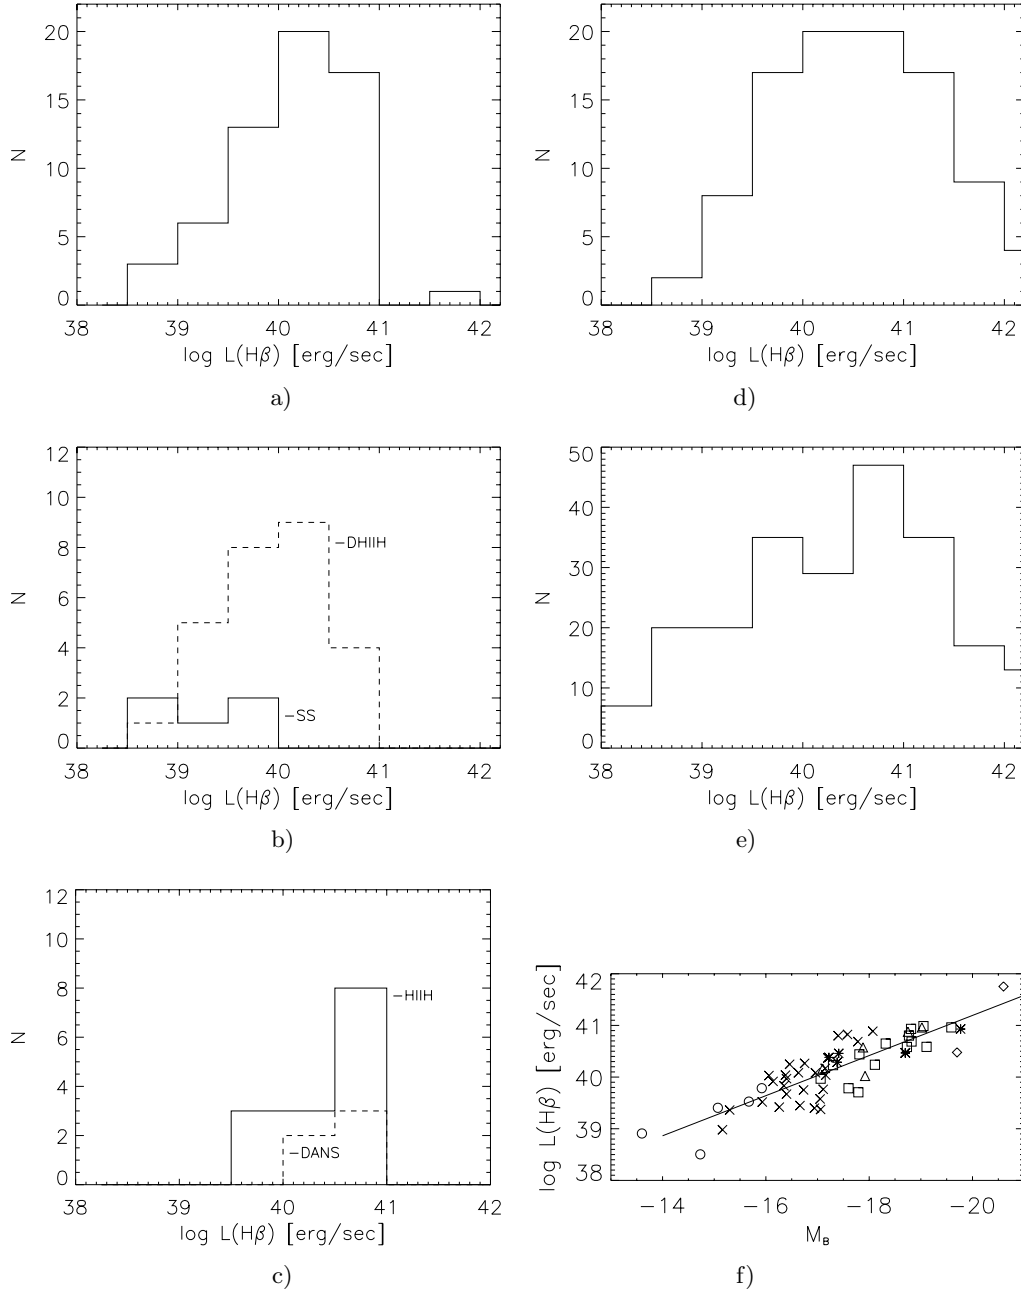 20
15
10
5
0
N
38 39 40 41 42
log L(Hβ) [erg/sec]
a)
20
15
10
5
0
N
38 39 40 41 42
log L(Hβ) [erg/sec]
d)
12
10
8
6
4
2
0
N
–DHIIH
–SS
38 39 40 41 42
log L(Hβ) [erg/sec]
b)
50
40
30
20
10
0
N
38 39 40 41 42
log L(Hβ) [erg/sec]
e)
12
10
8
6
4
2
0
N
–HIIH
–DANS
38 39 40 41 42
log L(Hβ) [erg/sec]
c)
42
41
40
39
38
log L(Hβ) [erg/sec]
−14 −16 −18 −20
M_B
f)